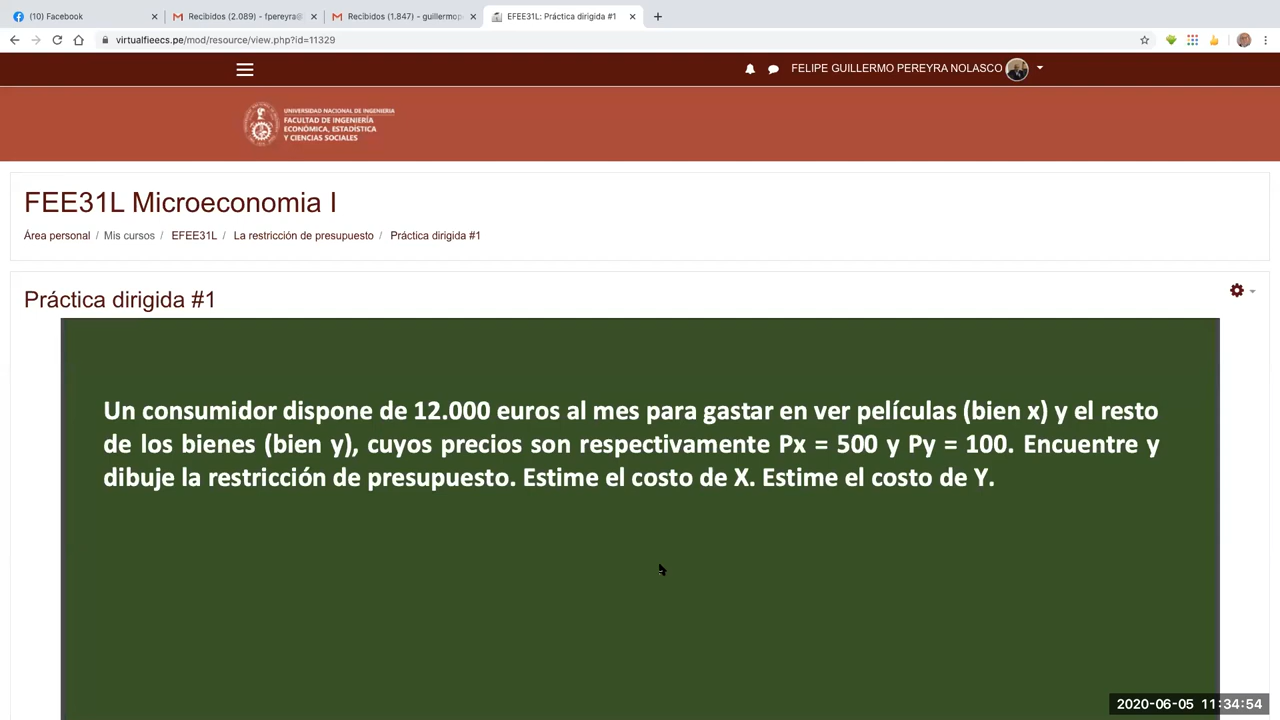 (10) Facebook
Recibidos (2.089) - fpereyra@
Recibidos (1,847) - guillermop
EFEE31L: Práctica dirigida #1
virtualfieecs.pe/mod/resource/view.php?id=11329
FELIPE GUILLERMO PEREYRA NOLASCO
UNIVERSIDAD NACIONAL DE INGENIERIA
FACULTAD DE INGENIERÍA
ECONÓMICA, ESTADÍSTICA
Y CIENCIAS SOCIALES
FEE31L Microeconomia I
Área personal / Mis cursos / EFEE31L / La restricción de presupuesto / Práctica dirigida #1
Práctica dirigida #1
Un consumidor dispone de 12.000 euros al mes para gastar en ver películas (bien x) y el resto
de los bienes (bien y), cuyos precios son respectivamente Px = 500 y Py = 100. Encuentre y
dibuje la restricción de presupuesto. Estime el costo de X. Estime el costo de Y.
2020-06-05 11:34:54